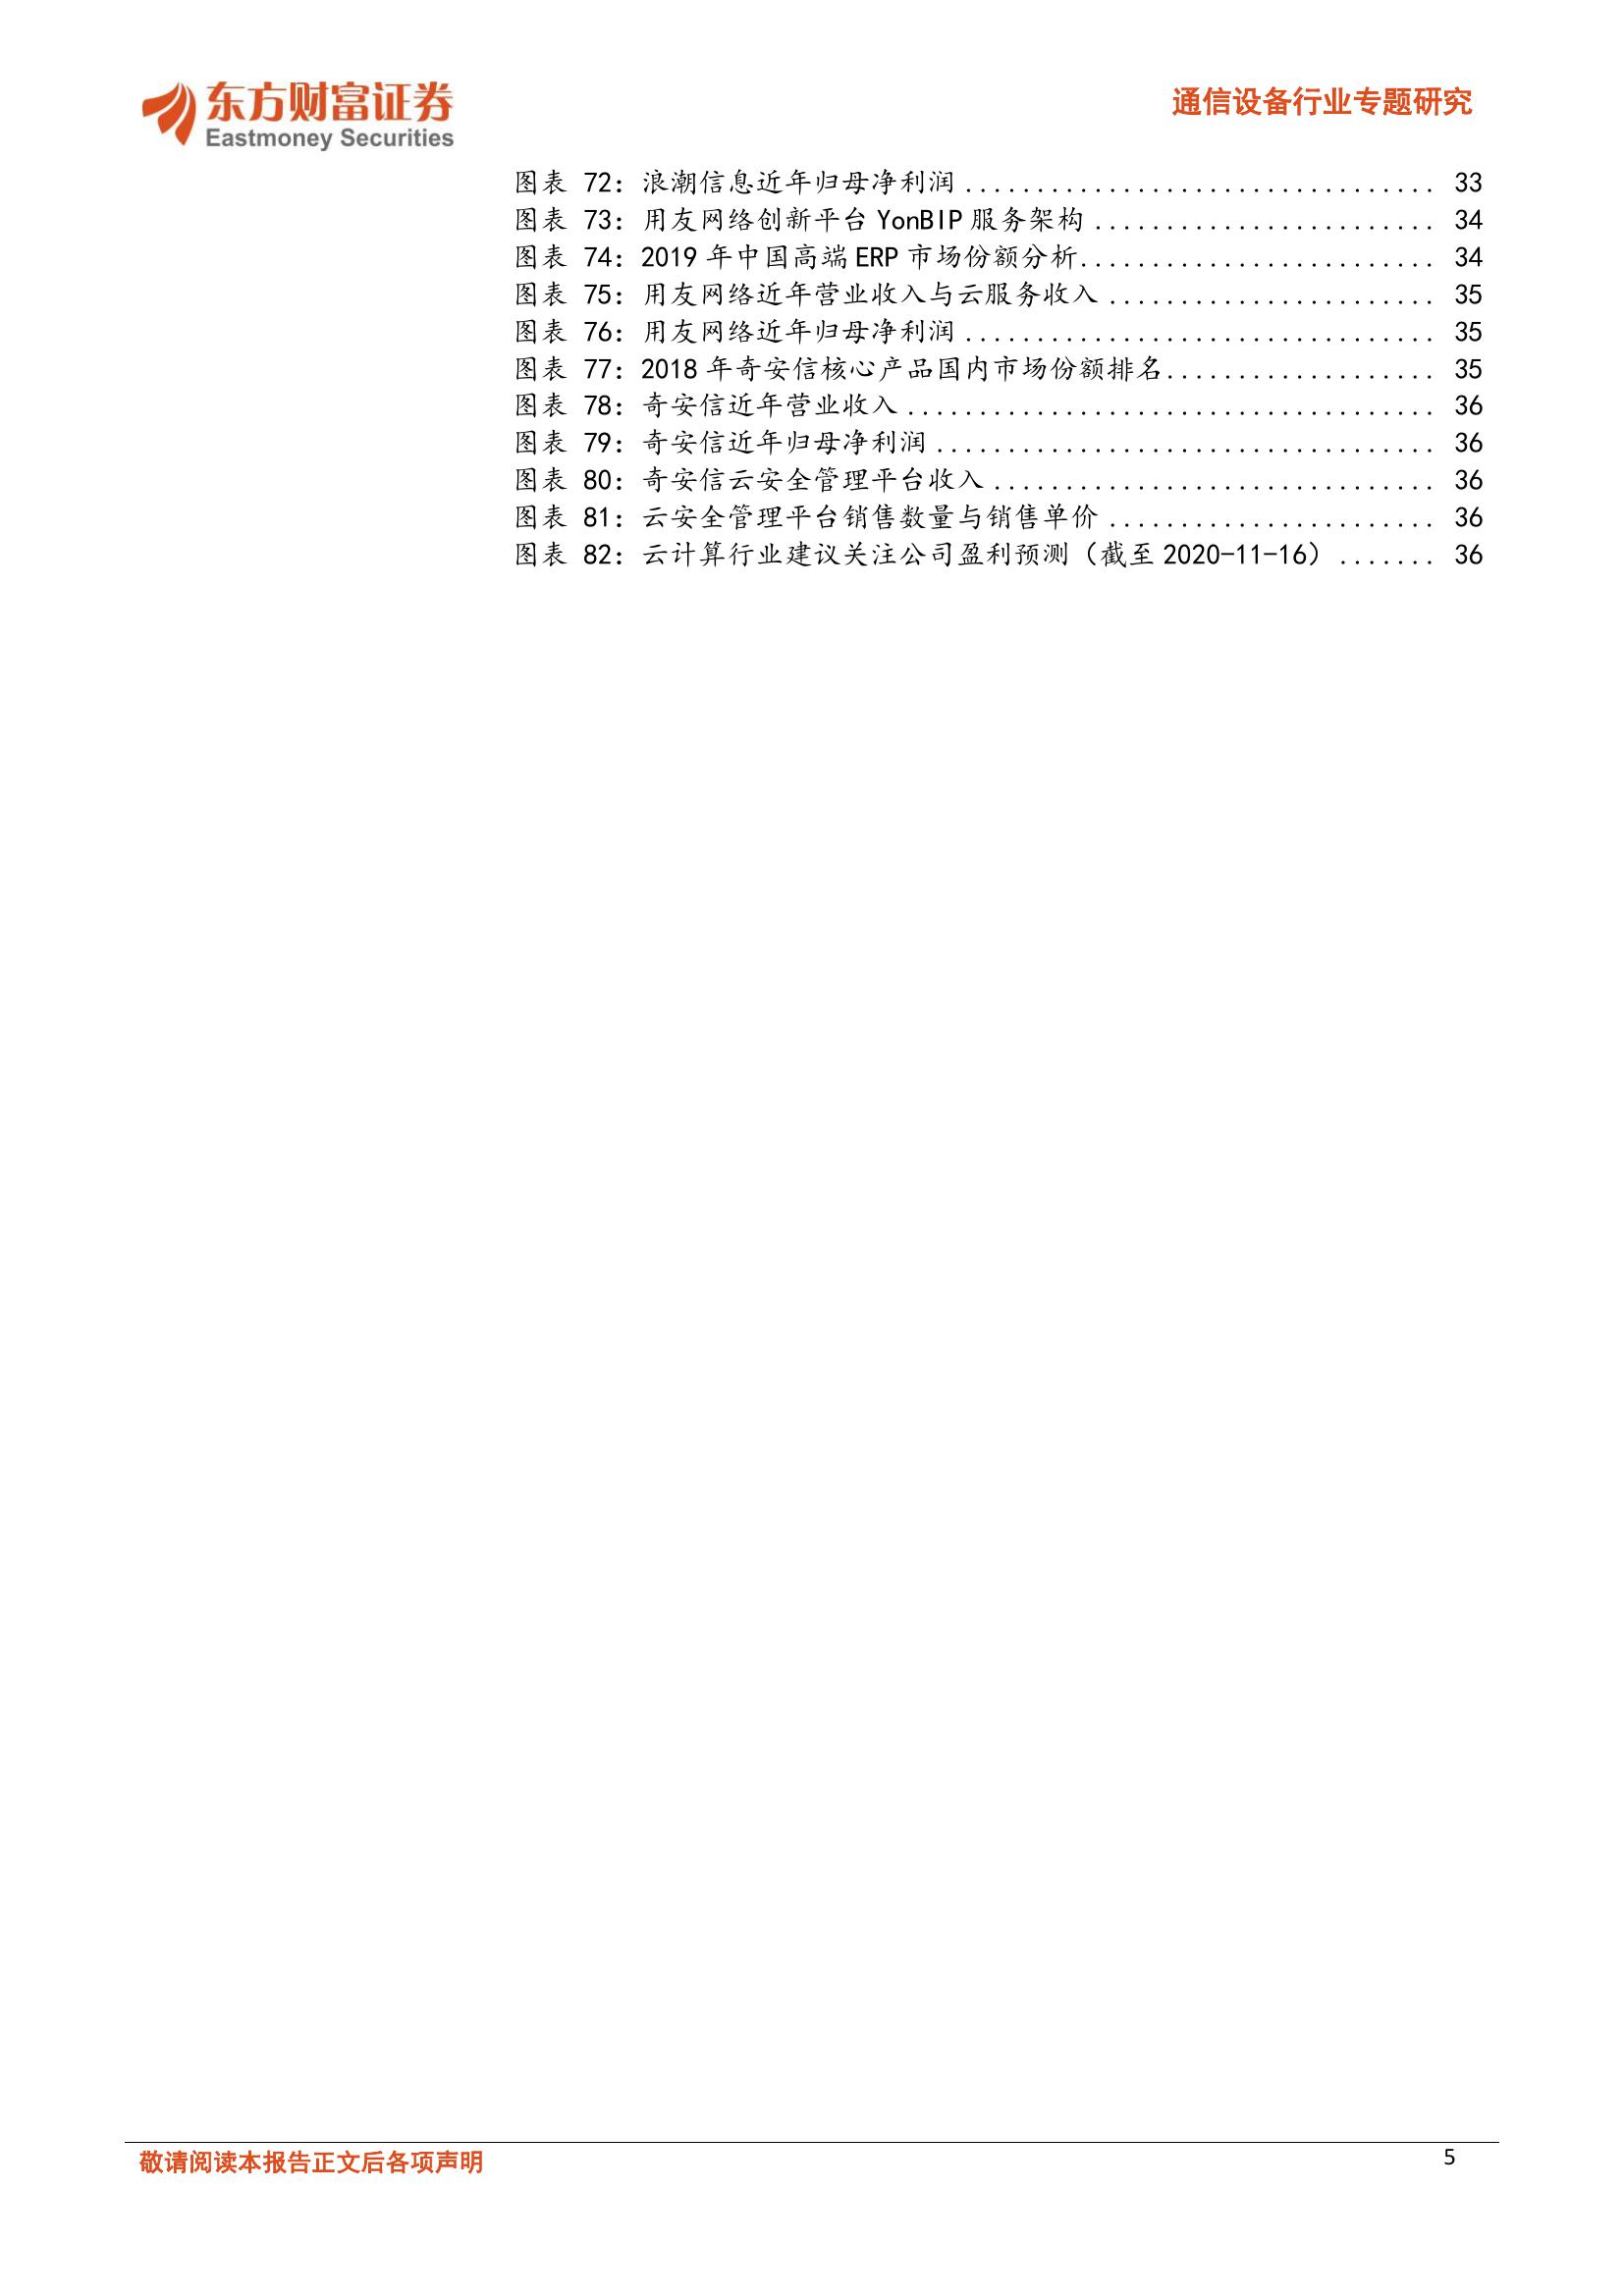 东方财富证券
Eastmoney Securities
通信设备行业专题研究
图表 72：浪潮信息近年归母净利润 ................................. 33
图表 73：用友网络创新平台 YonBIP 服务架构 ........................ 34
图表 74：2019 年中国高端 ERP 市场份额分析......................... 34
图表 75：用友网络近年营业收入与云服务收入 ....................... 35
图表 76：用友网络近年归母净利润 ................................. 35
图表 77：2018 年奇安信核心产品国内市场份额排名................... 35
图表 78：奇安信近年营业收入 ..................................... 36
图表 79：奇安信近年归母净利润 ................................... 36
图表 80：奇安信云安全管理平台收入 ............................... 36
图表 81：云安全管理平台销售数量与销售单价 ....................... 36
图表 82：云计算行业建议关注公司盈利预测（截至 2020-11-16） ....... 36
敬请阅读本报告正文后各项声明
5